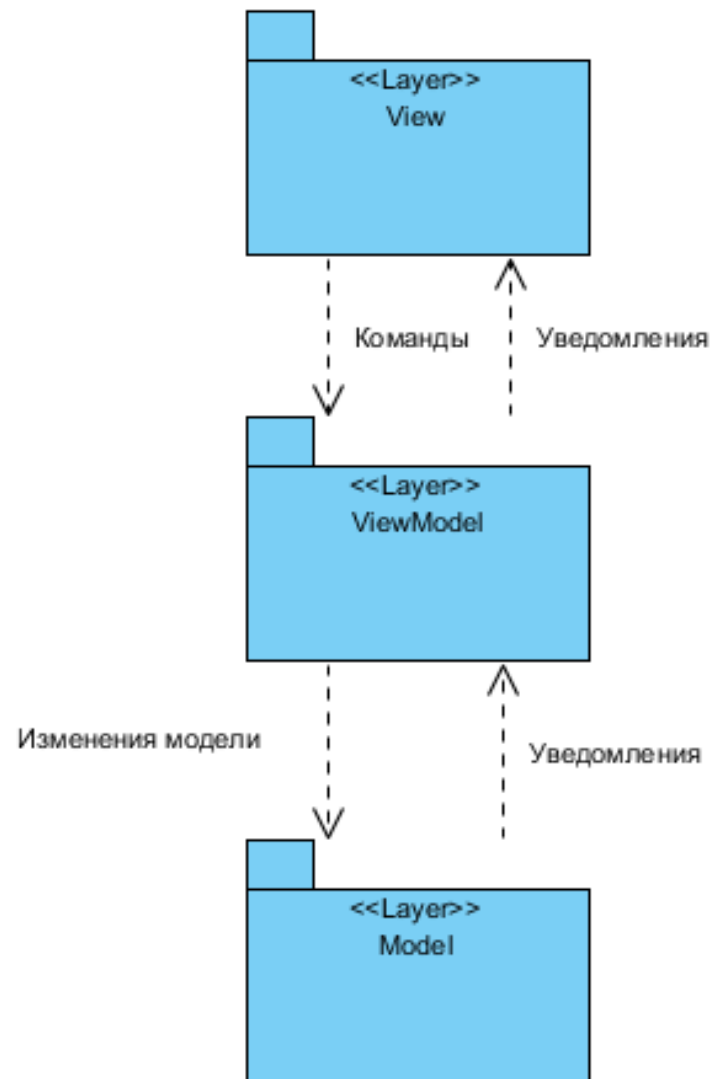 <<Layer>>
View
Команды
Уведомления
<<Layer>>
ViewModel
Изменения модели
Уведомления
<<Layer>>
Model